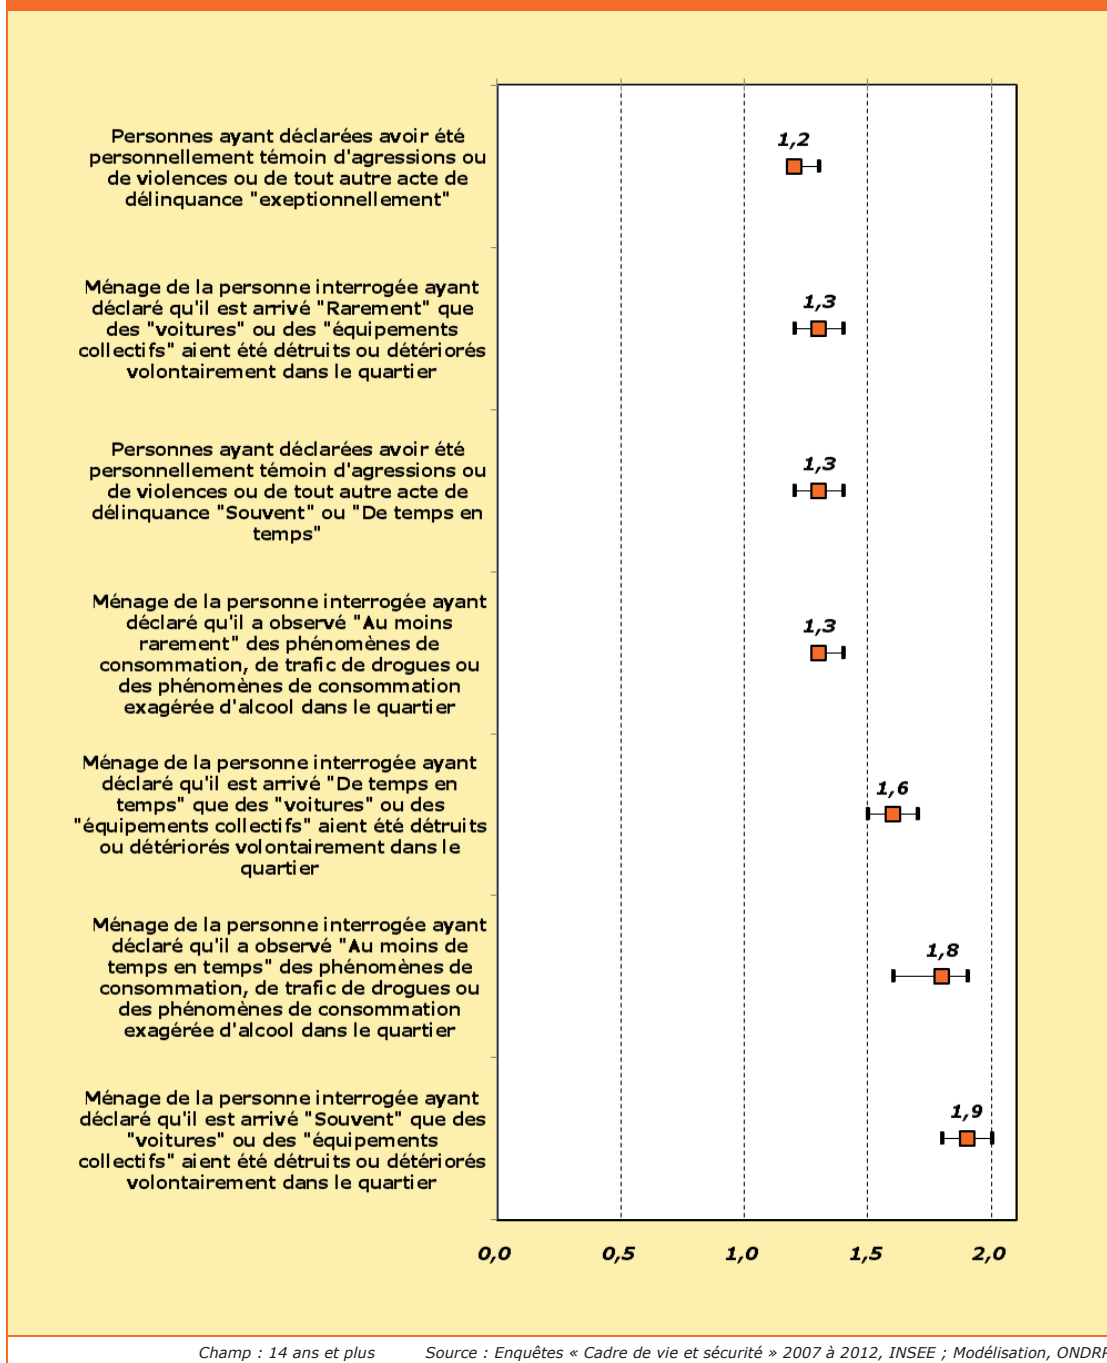 Personnes ayant déclarées avoir été
personnellement témoin d'agressions ou
de violences ou de tout autre acte de
délinquance "exeptionnellement"
1,2
Ménage de la personne interrogée ayant
déclaré qu'il est arrivé "Rarement" que
des "voitures" ou des "équipements
collectifs" aient été détruits ou détériorés
volontairement dans le quartier
1,3
Personnes ayant déclarées avoir été
personnellement témoin d'agressions ou
de violences ou de tout autre acte de
délinquance "Souvent" ou "De temps en
temps"
1,3
Ménage de la personne interrogée ayant
déclaré qu'il a observé "Au moins
rarement" des phénomènes de
consommation, de trafic de drogues ou
des phénomènes de consommation
exagérée d'alcool dans le quartier
1,3
Ménage de la personne interrogée ayant
déclaré qu'il est arrivé "De temps en
temps" que des "voitures" ou des
"équipements collectifs" aient été détruits
ou détériorés volontairement dans le
quartier
1,6
Ménage de la personne interrogée ayant
déclaré qu'il a observé "Au moins de
temps en temps" des phénomènes de
consommation, de trafic de drogues ou
des phénomènes de consommation
exagérée d'alcool dans le quartier
1,8
Ménage de la personne interrogée ayant
déclaré qu'il est arrivé "Souvent" que des
"voitures" ou des "équipements
collectifs" aient été détruits ou détériorés
volontairement dans le quartier
1,9
0,0 0,5 1,0 1,5 2,0
Champ : 14 ans et plus Source : Enquêtes « Cadre de vie et sécurité » 2007 à 2012, INSEE ; Modélisation, ONDRP